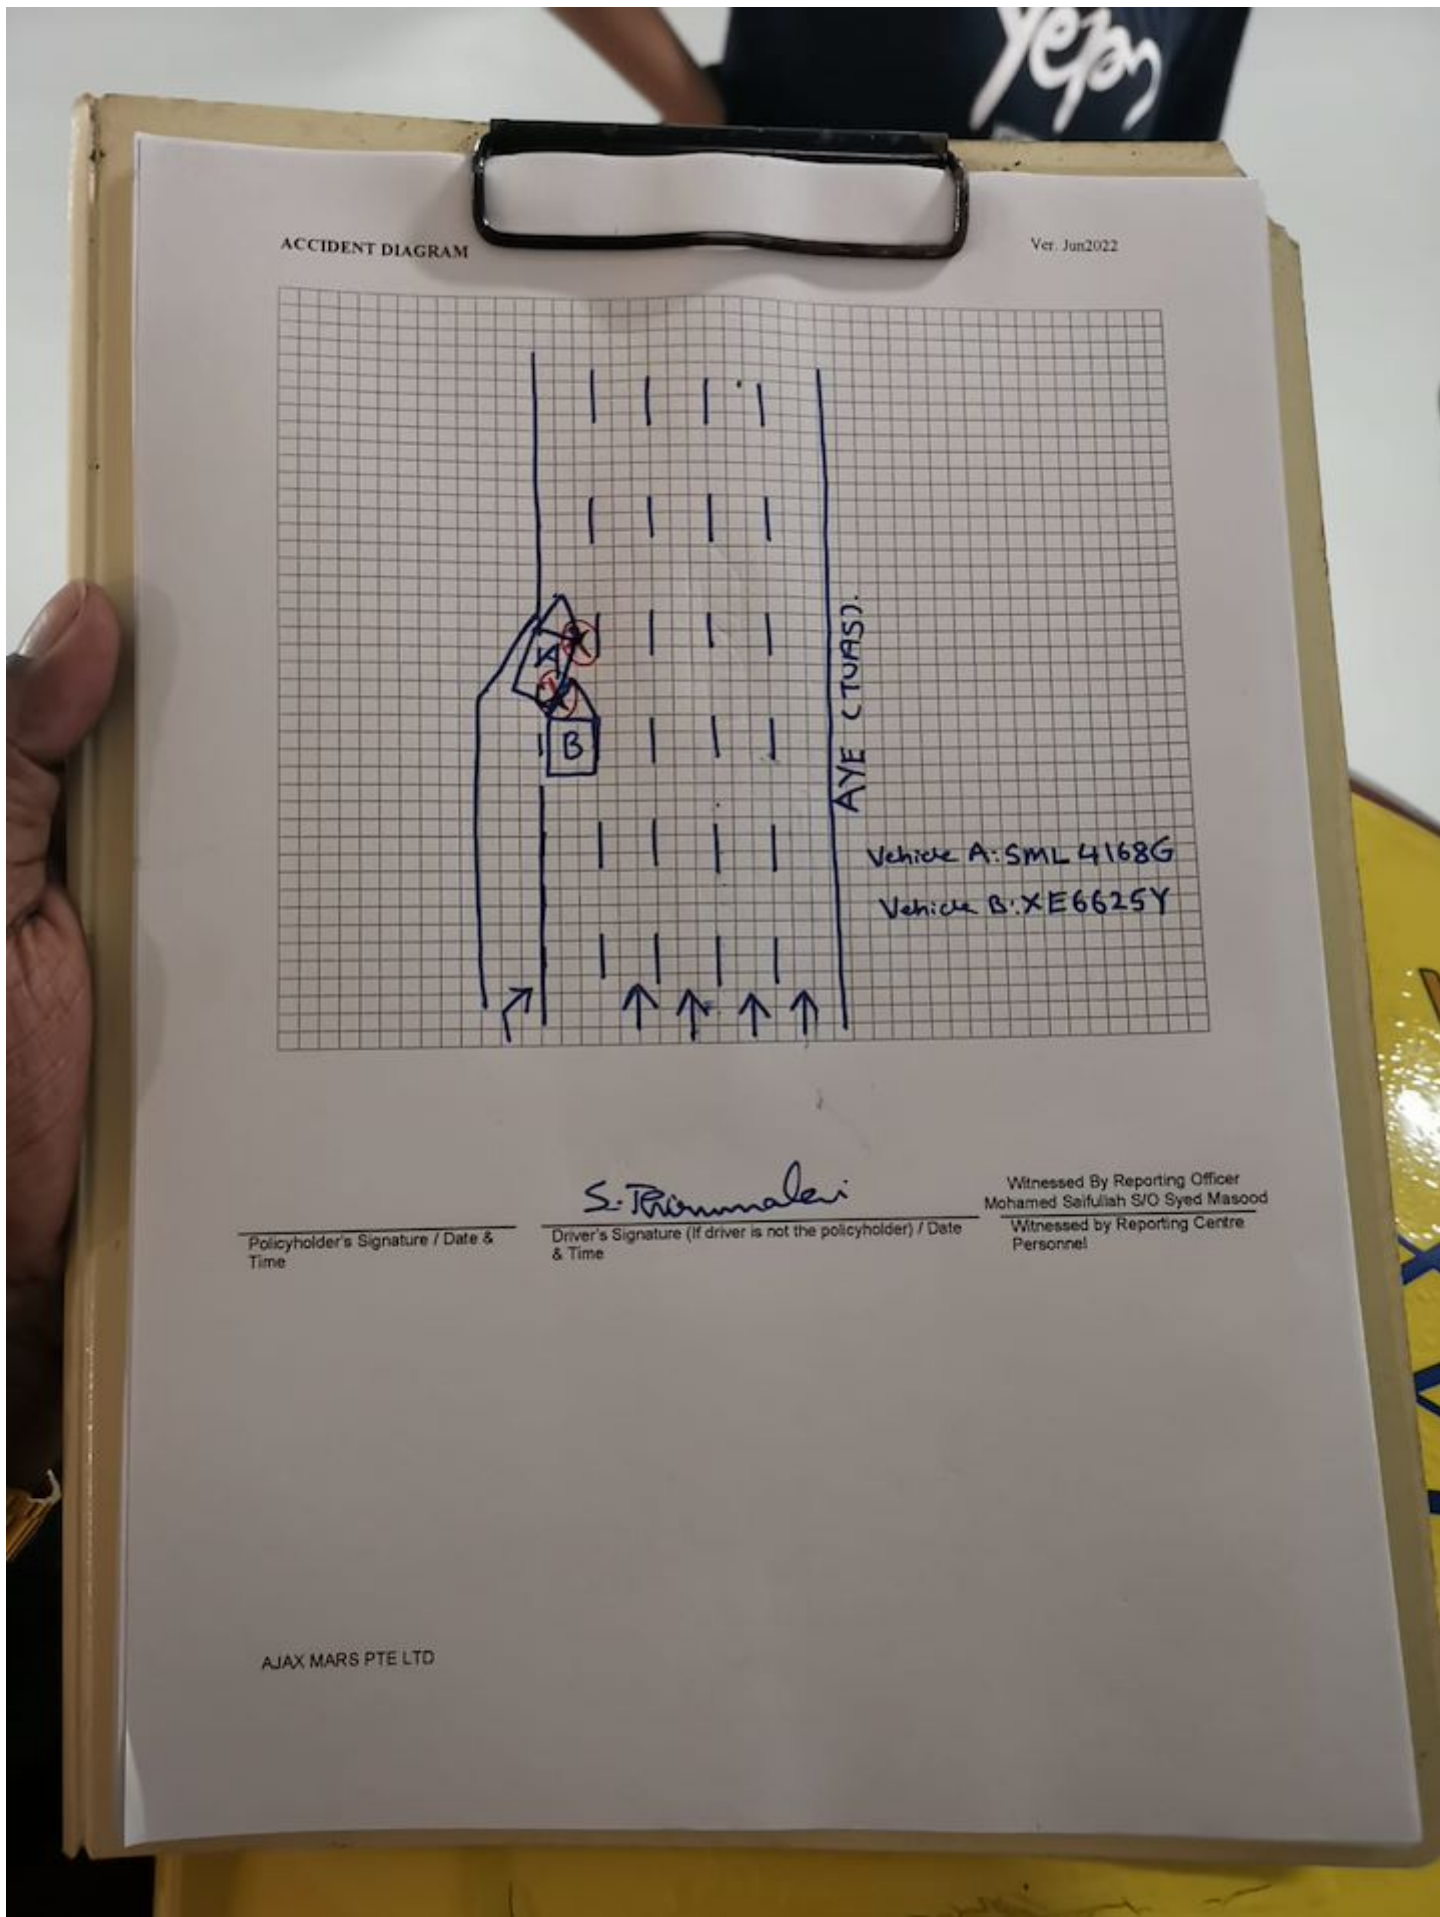 ACCIDENT DIAGRAM
Ver. Jun2022
A
B
AYE (TUAS).
Vehicle A: SML 4168G
Vehicle B: XE6625Y
Witnessed By Reporting Officer
Mohamed Saifullah S/O Syed Masood
Policyholder's Signature / Date &
Time
Driver's Signature (If driver is not the policyholder) / Date
& Time
Witnessed by Reporting Centre
Personnel
AJAX MARS PTE LTD